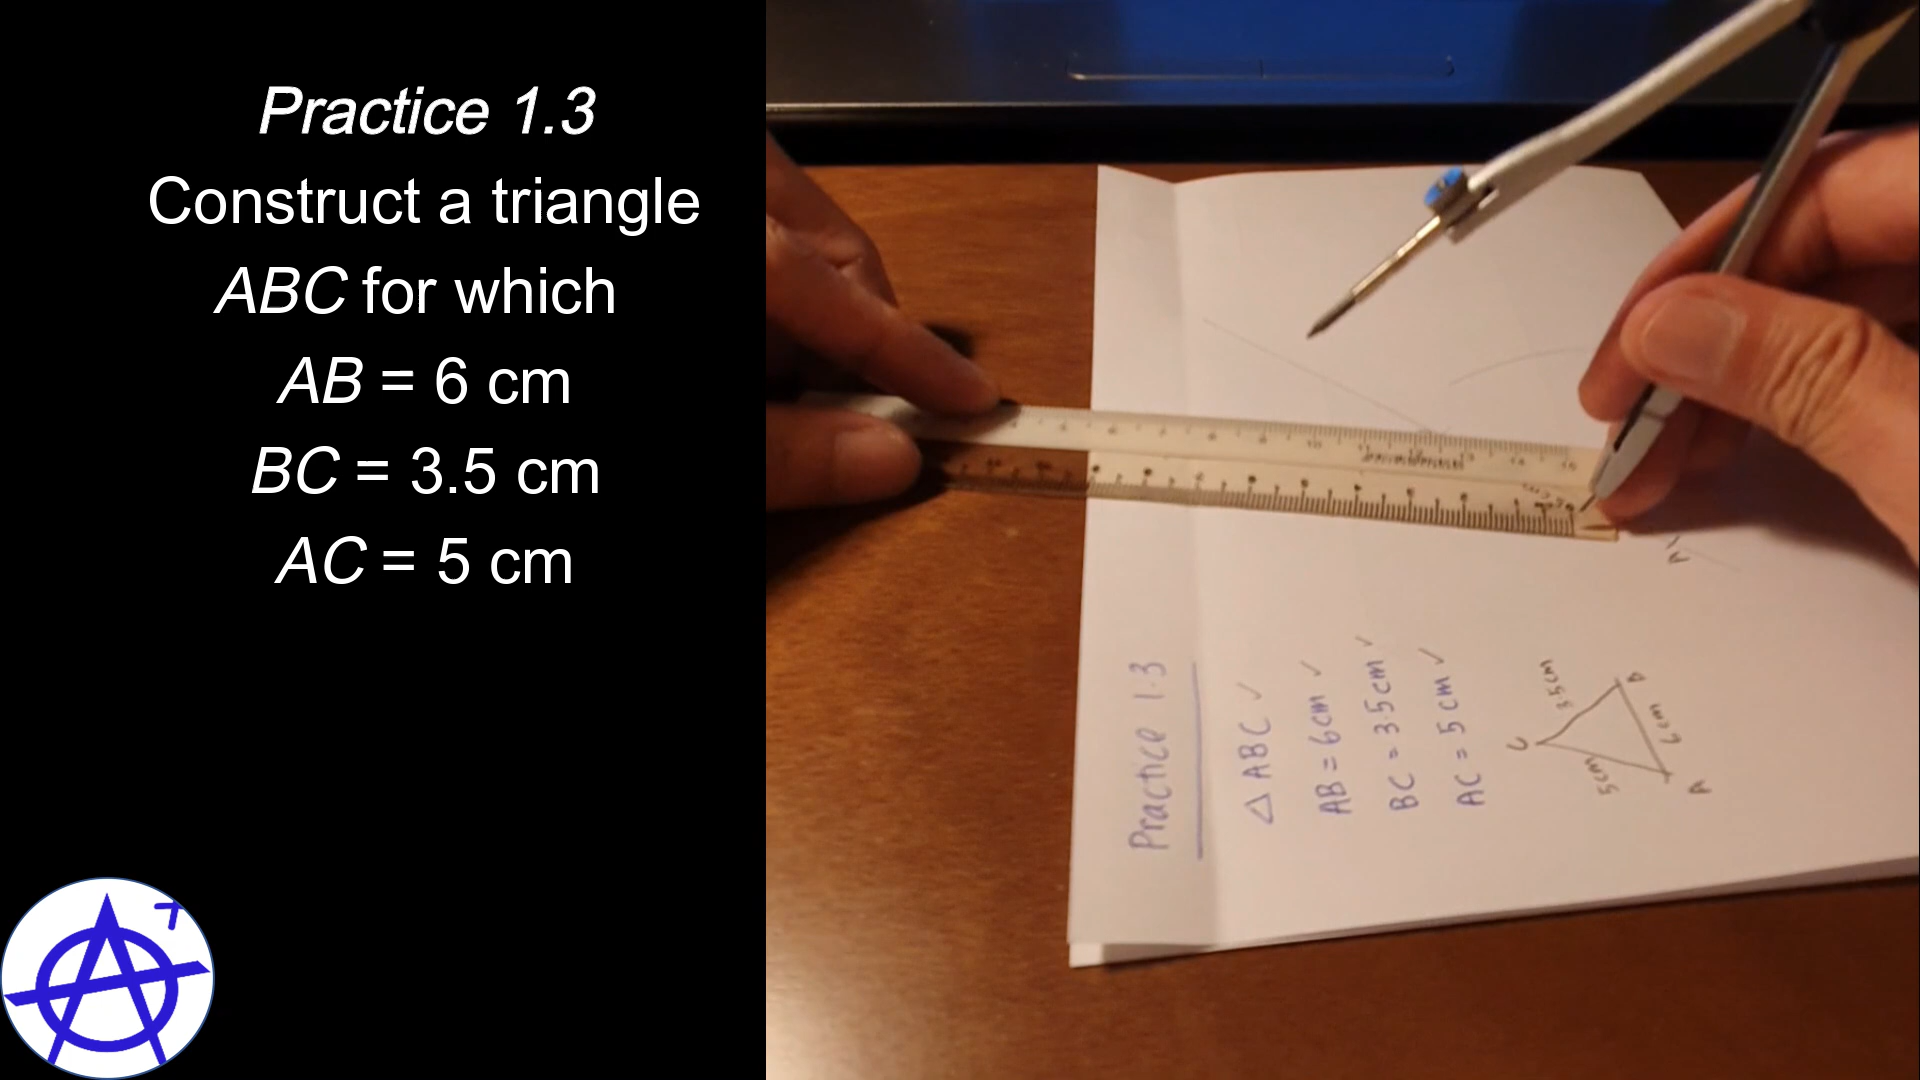 Practice 1.3
Construct a triangle
ABC for which
AB = 6 cm
BC = 3.5 cm
AC = 5 cm
Practice 1.3
△ ABC ✓
AB = 6cm ✓
BC = 3.5cm ✓
AC = 5cm ✓
C
3.5cm
B
5cm
6cm
A
A
6cm